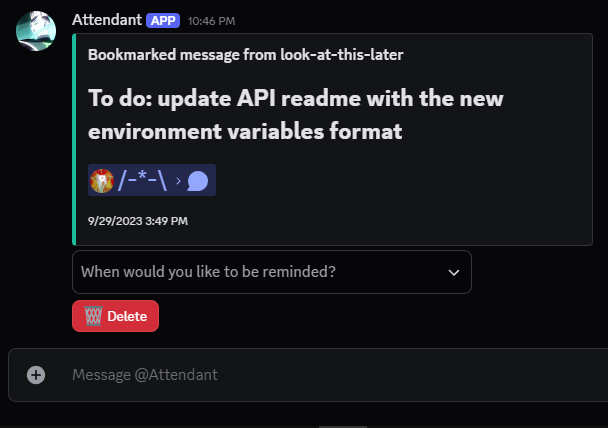 Attendant APP 10:46 PM
Bookmarked message from look-at-this-later
To do: update API readme with the new
environment variables format
/-*-\ ›
9/29/2023 3:49 PM
When would you like to be reminded?
Delete
Message @Attendant